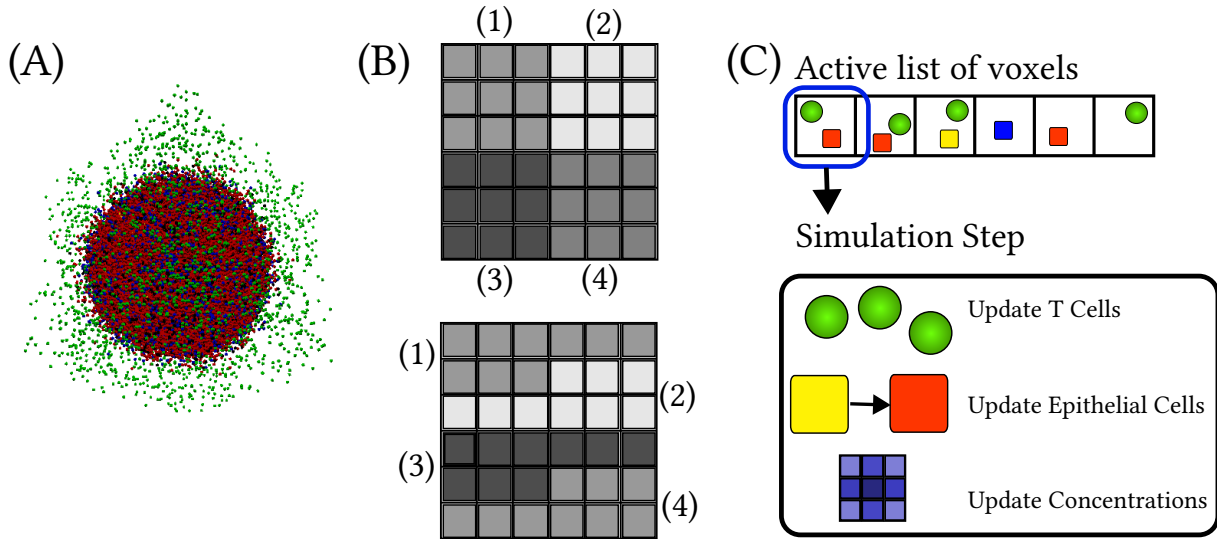 (A)
(B)
(1) (2)
(3) (4)
(1)
(2)
(3)
(4)
(C)
Active list of voxels
Simulation Step
Update T Cells
Update Epithelial Cells
Update Concentrations